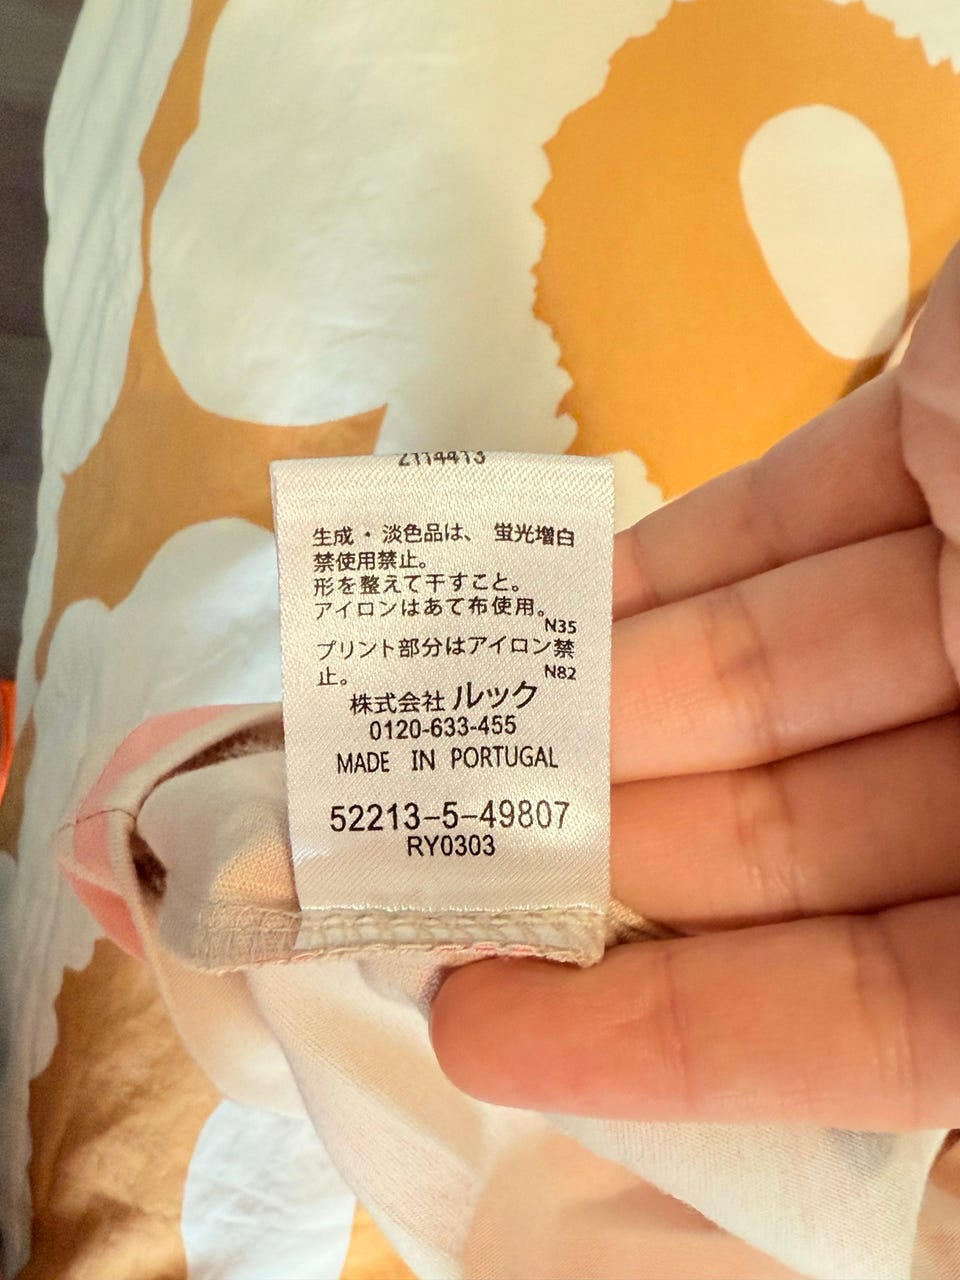 生成・淡色品は、 蛍光増白
禁使用禁止。
形を整えて干すこと。
アイロンはあて布使用。
N35
プリント部分はアイロン禁
止。
N82
株式会社 ルック
0120-633-455
MADE IN PORTUGAL
52213-5-49807
RY0303